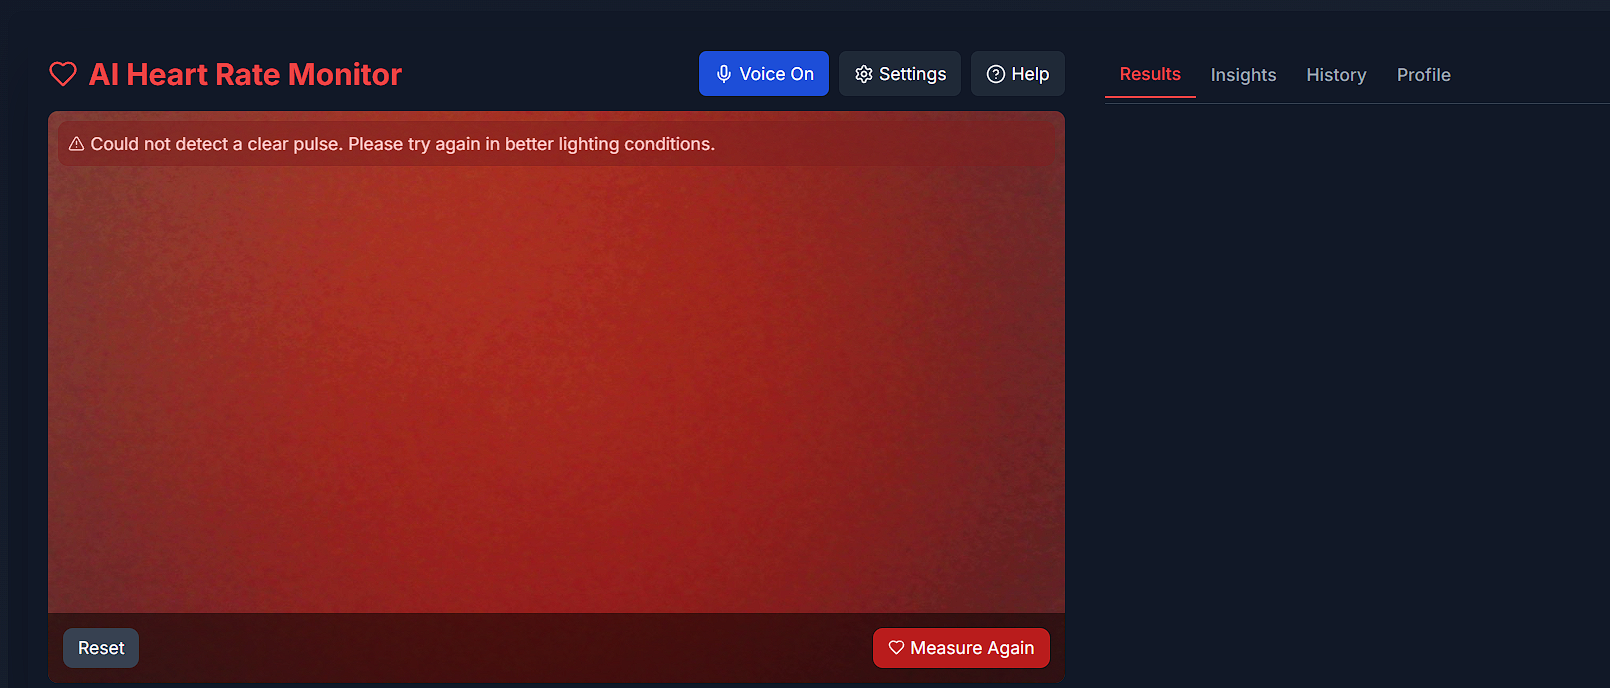 AI Heart Rate Monitor
Voice On
Settings
Help
Results
Insights
History
Profile
Could not detect a clear pulse. Please try again in better lighting conditions.
Reset
Measure Again